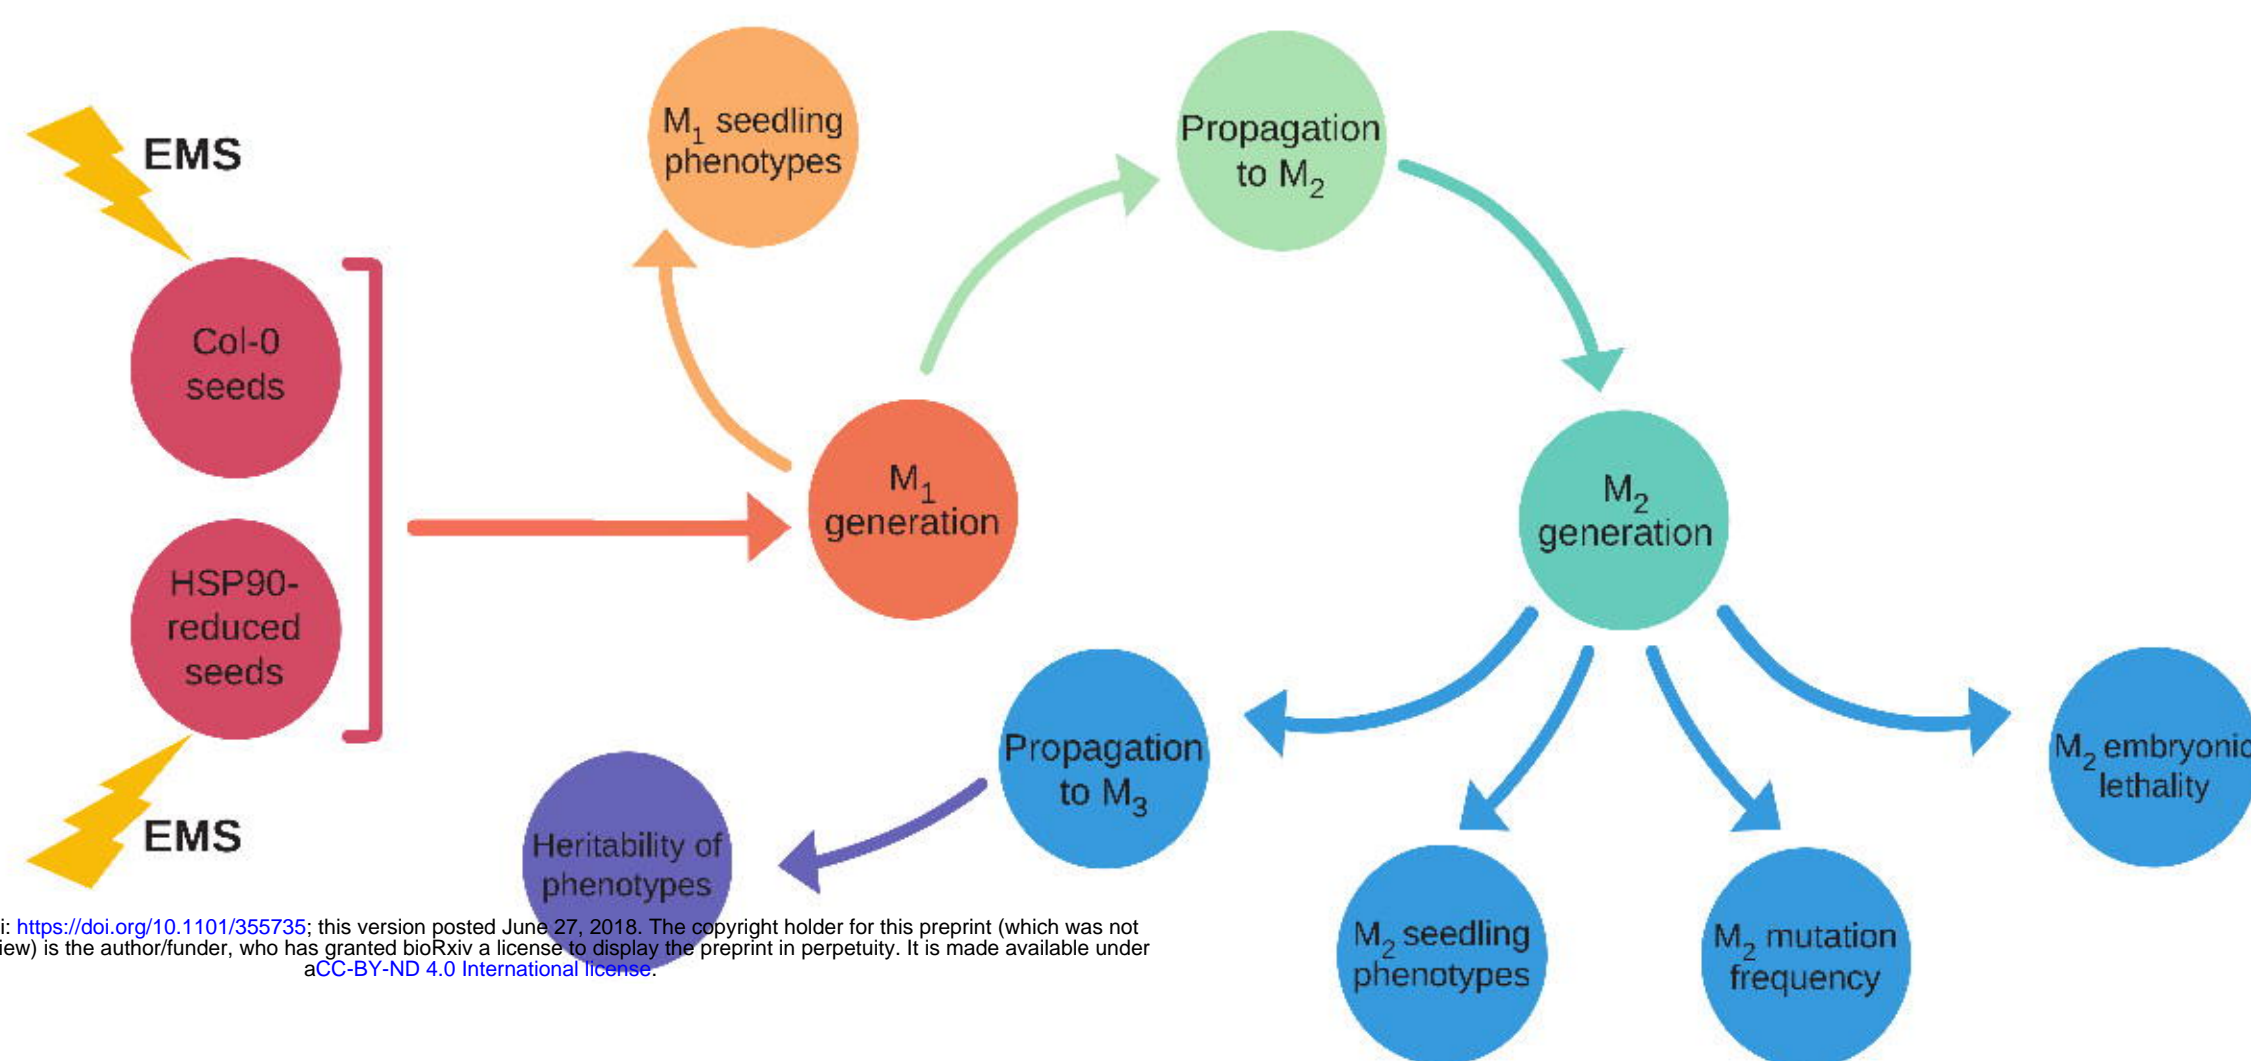 EMS
Col-0
seeds
HSP90-
reduced
seeds
EMS
M1 seedling
phenotypes
M1
generation
Propagation
to M2
M2
generation
Propagation
to M3
Heritability of
phenotypes
M2 seedling
phenotypes
M2 mutation
frequency
M2 embryonic
lethality
i: https://doi.org/10.1101/355735; this version posted June 27, 2018. The copyright holder for this preprint (which was not
iew) is the author/funder, who has granted bioRxiv a license to display the preprint in perpetuity. It is made available under
aCC-BY-ND 4.0 International license.